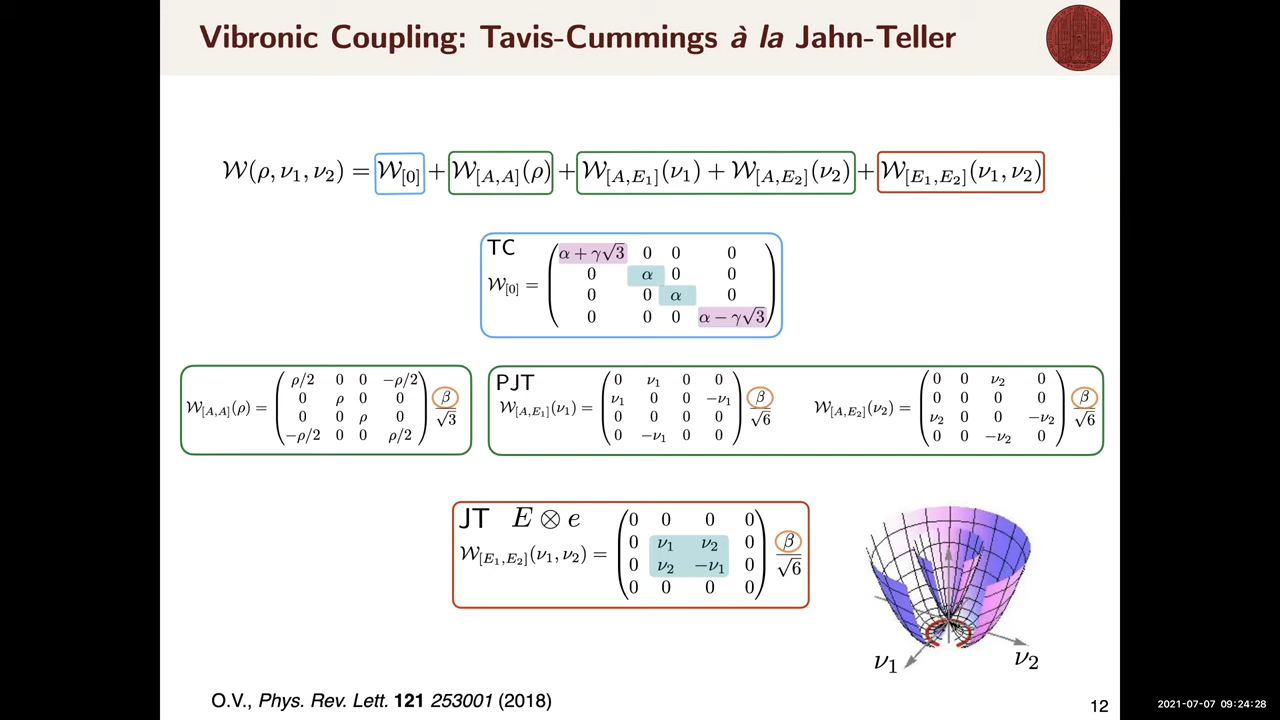 Vibronic Coupling: Tavis-Cummings à la Jahn-Teller
𝒲(ρ, ν₁, ν₂) = 𝒲[0] + 𝒲[A,A](ρ) + 𝒲[A,E₁](ν₁) + 𝒲[A,E₂](ν₂) + 𝒲[E₁,E₂](ν₁, ν₂)
TC
𝒲[0] =
α + γ√3 0 0 0
0 α 0 0
0 0 α 0
0 0 0 α − γ√3
𝒲[A,A](ρ) =
ρ/2 0 0 −ρ/2
0 ρ 0 0
0 0 ρ 0
−ρ/2 0 0 ρ/2
β/√3
PJT
𝒲[A,E₁](ν₁) =
0 ν₁ 0 0
ν₁ 0 0 −ν₁
0 0 0 0
0 −ν₁ 0 0
β/√6
𝒲[A,E₂](ν₂) =
0 0 ν₂ 0
0 0 0 0
ν₂ 0 0 −ν₂
0 0 −ν₂ 0
β/√6
JT E ⊗ e
𝒲[E₁,E₂](ν₁, ν₂) =
0 0 0 0
0 ν₁ ν₂ 0
0 ν₂ −ν₁ 0
0 0 0 0
β/√6
ν₁
ν₂
O.V., Phys. Rev. Lett. 121 253001 (2018)
12
2021-07-07 09:24:28